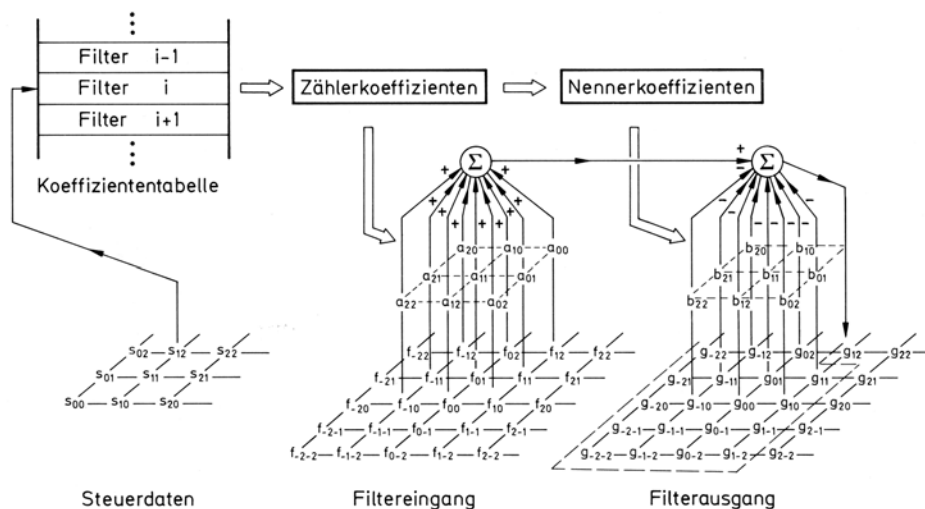 Filter i-1
Filter i
Filter i+1
Koeffiziententabelle
Zählerkoeffizienten
Nennerkoeffizienten
Σ Σ
+ + + + + + + + +
+ - - - - - - - -
a20 a10 a00
a21 a11 a01
a22 a12 a02
b20 b10
b21 b11 b01
b22 b12 b02
s02 s12 s22
s01 s11 s21
s00 s10 s20
f-22 f-12 f02 f12 f22
f-21 f-11 f01 f11 f21
f-20 f-10 f00 f10 f20
f-2-1 f-1-1 f0-1 f1-1 f2-1
f-2-2 f-1-2 f0-2 f1-2 f2-2
g-22 g-12 g02 g12 g22
g-21 g-11 g01 g11 g21
g-20 g-10 g00 g10 g20
g-2-1 g-1-1 g0-1 g1-1 g2-1
g-2-2 g-1-2 g0-2 g1-2 g2-2
Steuerdaten
Filtereingang
Filterausgang